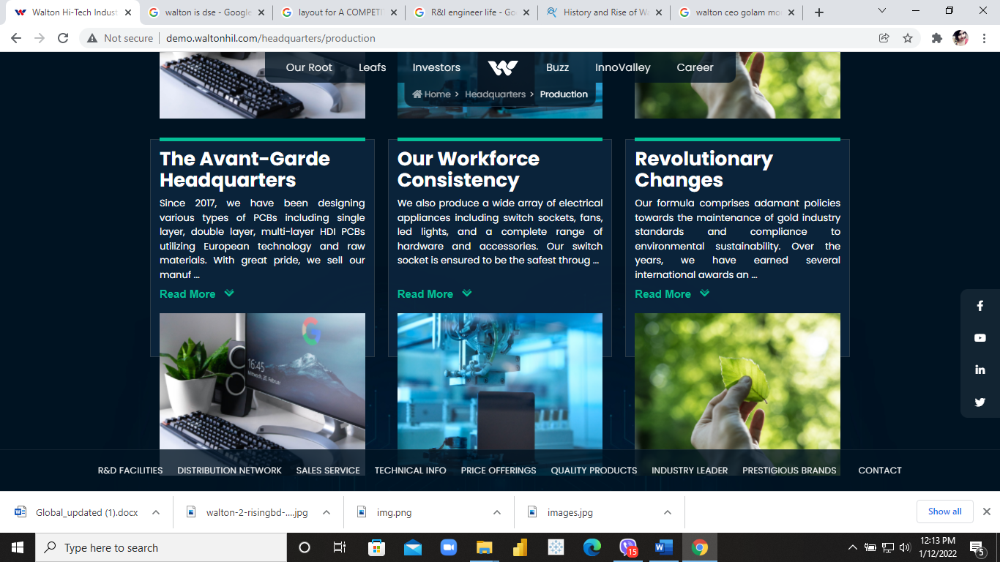 Walton Hi-Tech Indust
walton is dse - Google
layout for A COMPETI
R&I engineer life - Go
History and Rise of Wa
walton ceo golam mo
Not secure
demo.waltonhil.com/headquarters/production
Our Root
Leafs
Investors
Buzz
InnoValley
Career
Home > Headquarters > Production
The Avant-Garde
Headquarters
Since 2017, we have been designing
various types of PCBs including single
layer, double layer, multi-layer HDI PCBs
utilizing European technology and raw
materials. With great pride, we sell our
manuf ...
Read More
Our Workforce
Consistency
We also produce a wide array of electrical
appliances including switch sockets, fans,
led lights, and a complete range of
hardware and accessories. Our switch
socket is ensured to be the safest throug ...
Read More
Revolutionary
Changes
Our formula comprises adamant policies
towards the maintenance of gold industry
standards and compliance to
environmental sustainability. Over the
years, we have earned several
international awards an ...
Read More
16:45
Mittwoch, 20. Februar
R&D FACILITIES
DISTRIBUTION NETWORK
SALES SERVICE
TECHNICAL INFO
PRICE OFFERINGS
QUALITY PRODUCTS
INDUSTRY LEADER
PRESTIGIOUS BRANDS
CONTACT
Global_updated (1).docx
walton-2-risingbd-....jpg
img.png
images.jpg
Show all
Type here to search
15
12:13 PM
1/12/2022
5